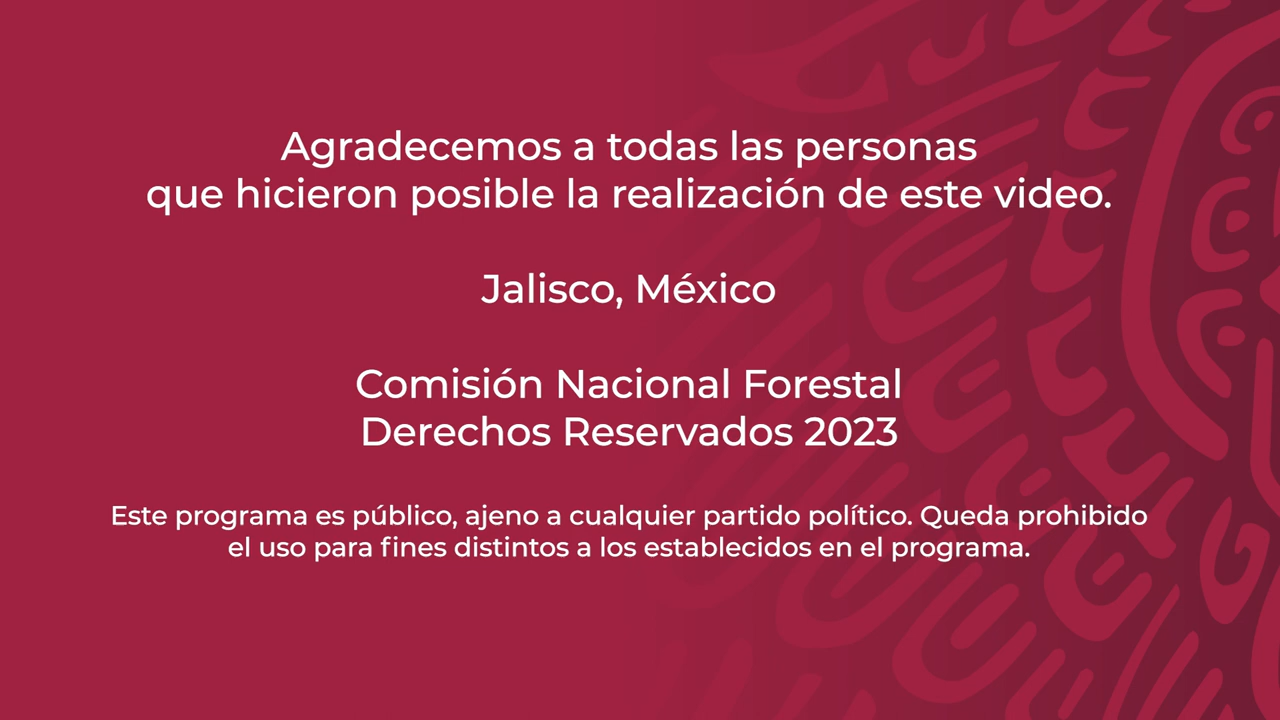 Agradecemos a todas las personas
que hicieron posible la realización de este video.
Jalisco, México
Comisión Nacional Forestal
Derechos Reservados 2023
Este programa es público, ajeno a cualquier partido político. Queda prohibido
el uso para fines distintos a los establecidos en el programa.